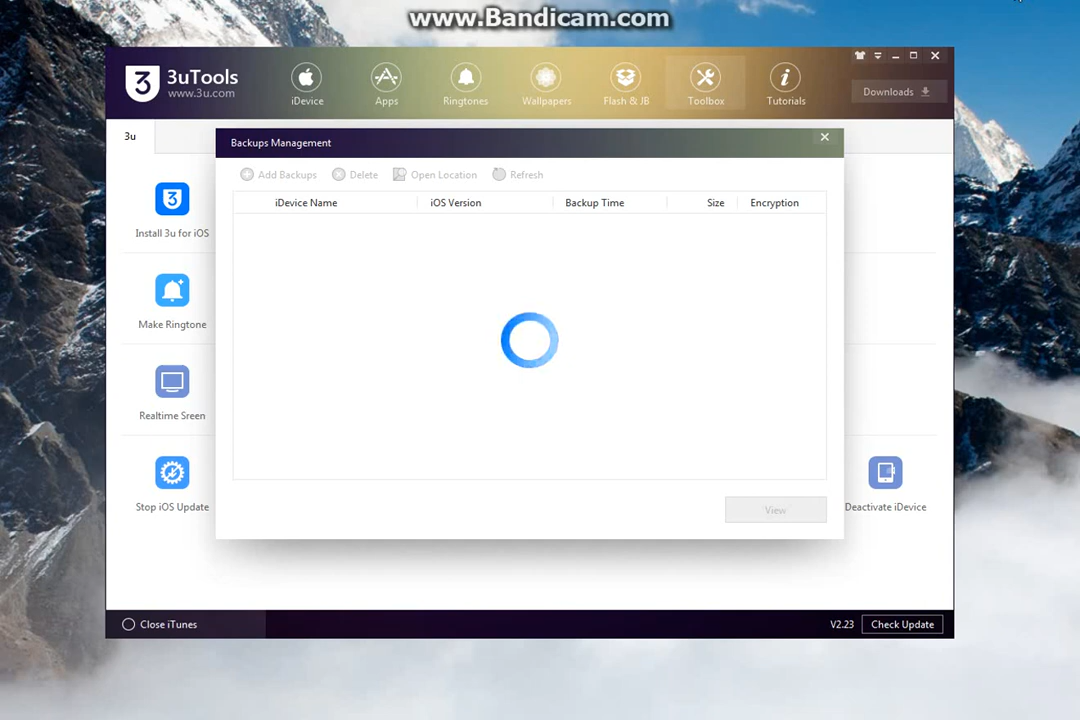 www.Bandicam.com
3 3uTools
www.3u.com
iDevice
Apps
Ringtones
Wallpapers
Flash & JB
Toolbox
Tutorials
Downloads
3u
Backups Management
Add Backups
Delete
Open Location
Refresh
iDevice Name
iOS Version
Backup Time
Size
Encryption
Install 3u for iOS
Make Ringtone
Realtime Sreen
Stop iOS Update
Deactivate iDevice
View
Close iTunes
V2.23
Check Update